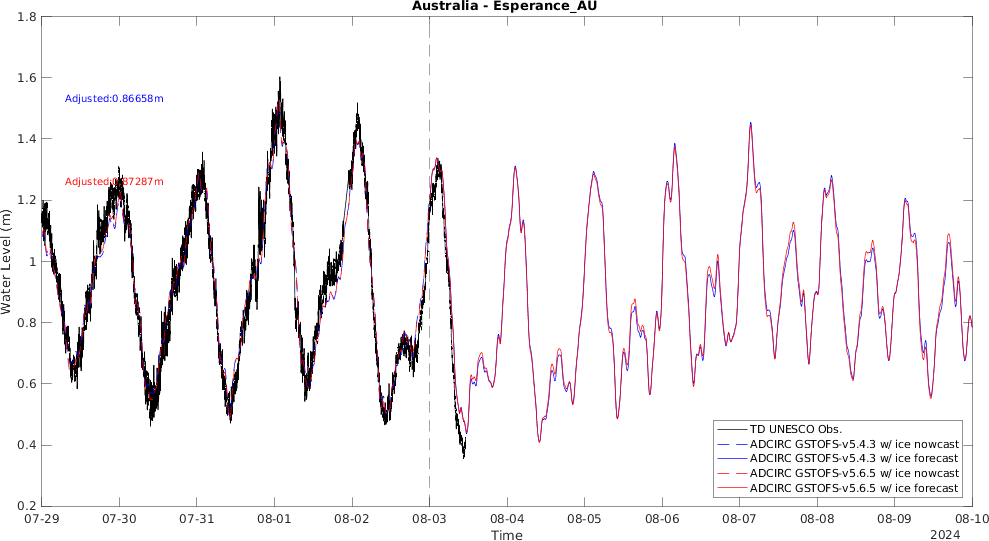 Australia - Esperance_AU
1.8
1.6
1.4
1.2
1
0.8
0.6
0.4
0.2
Water Level (m)
Adjusted:0.86658m
Adjusted:0.87287m
TD UNESCO Obs.
ADCIRC GSTOFS-v5.4.3 w/ ice nowcast
ADCIRC GSTOFS-v5.4.3 w/ ice forecast
ADCIRC GSTOFS-v5.6.5 w/ ice nowcast
ADCIRC GSTOFS-v5.6.5 w/ ice forecast
07-29 07-30 07-31 08-01 08-02 08-03 08-04 08-05 08-06 08-07 08-08 08-09 08-10
Time
2024